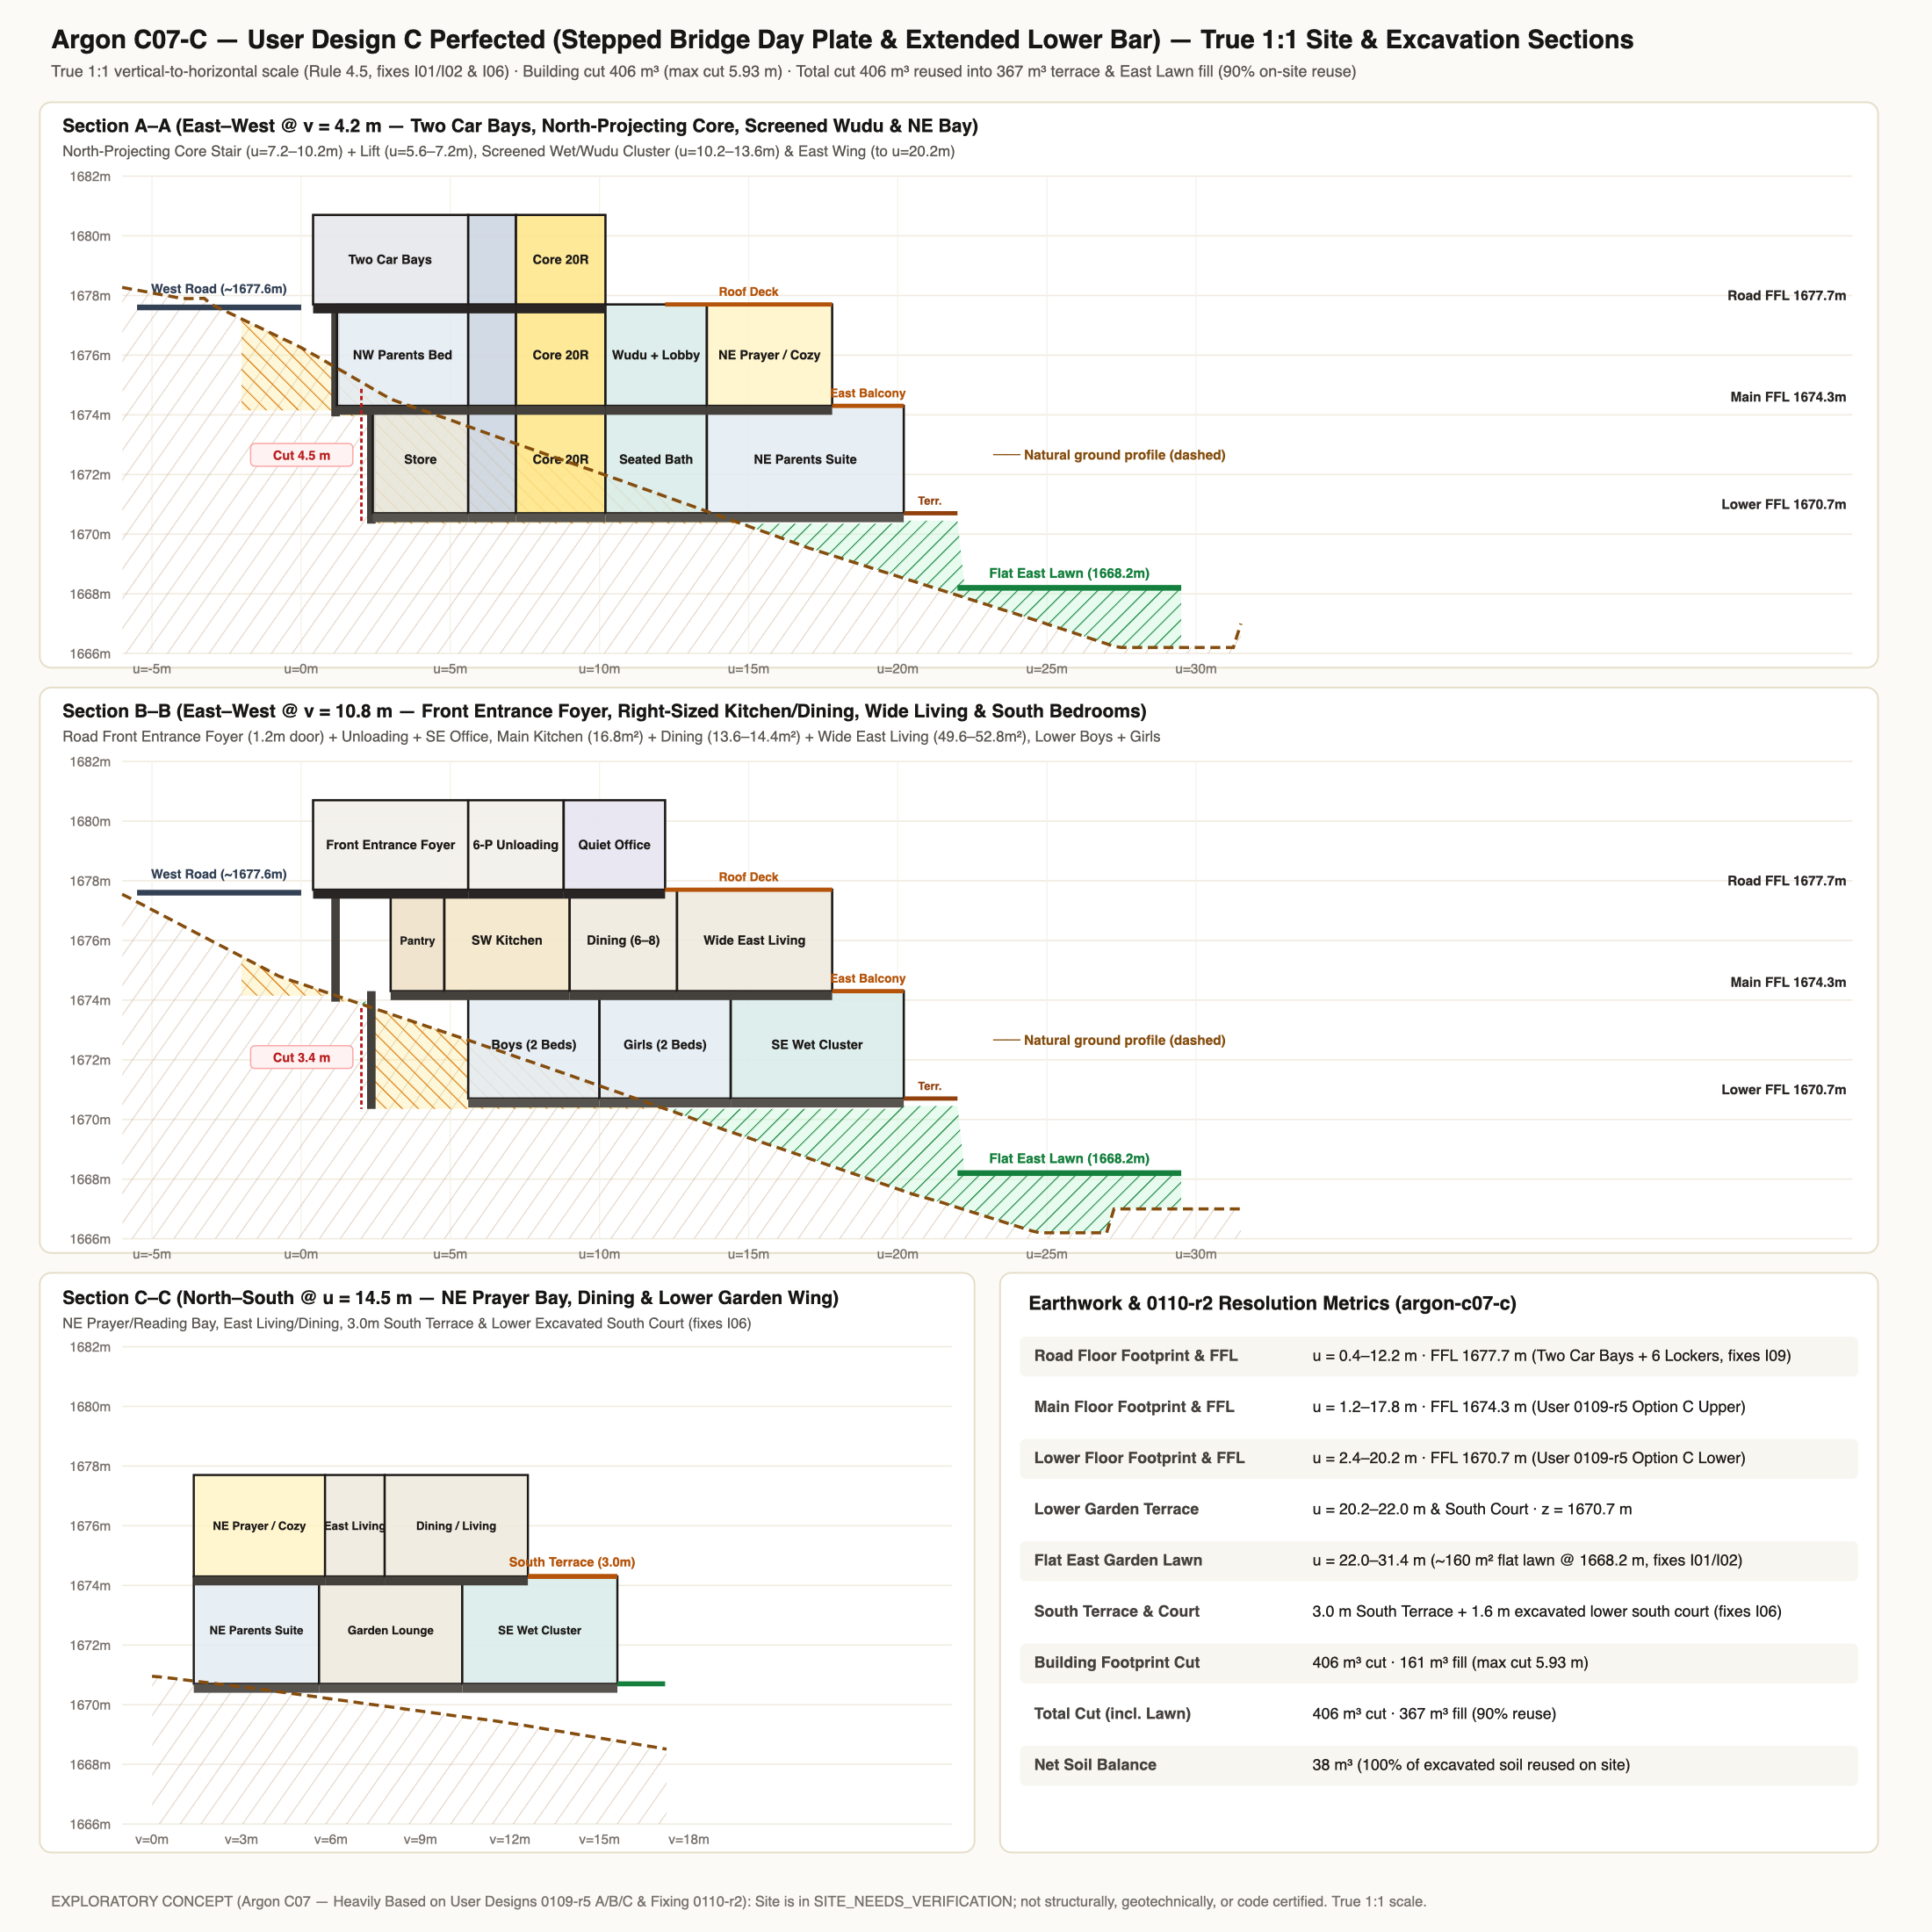 Argon C07-C — User Design C Perfected (Stepped Bridge Day Plate & Extended Lower Bar) — True 1:1 Site & Excavation Sections
True 1:1 vertical-to-horizontal scale (Rule 4.5, fixes I01/I02 & I06) · Building cut 406 m³ (max cut 5.93 m) · Total cut 406 m³ reused into 367 m³ terrace & East Lawn fill (90% on-site reuse)
Section A–A (East–West @ v = 4.2 m — Two Car Bays, North-Projecting Core, Screened Wudu & NE Bay)
North-Projecting Core Stair (u=7.2–10.2m) + Lift (u=5.6–7.2m), Screened Wet/Wudu Cluster (u=10.2–13.6m) & East Wing (to u=20.2m)
1682m
1680m
Two Car Bays
Core 20R
West Road (~1677.6m)
Roof Deck
1678m
Road FFL 1677.7m
1676m
NW Parents Bed
Core 20R
Wudu + Lobby
NE Prayer / Cozy
East Balcony
Main FFL 1674.3m
1674m
Cut 4.5 m
Store
Core 20R
Seated Bath
NE Parents Suite
Natural ground profile (dashed)
1672m
Terr.
Lower FFL 1670.7m
1670m
Flat East Lawn (1668.2m)
1668m
1666m
u=-5m
u=0m
u=5m
u=10m
u=15m
u=20m
u=25m
u=30m
Section B–B (East–West @ v = 10.8 m — Front Entrance Foyer, Right-Sized Kitchen/Dining, Wide Living & South Bedrooms)
Road Front Entrance Foyer (1.2m door) + Unloading + SE Office, Main Kitchen (16.8m²) + Dining (13.6–14.4m²) + Wide East Living (49.6–52.8m²), Lower Boys + Girls
1682m
1680m
Front Entrance Foyer
6-P Unloading
Quiet Office
West Road (~1677.6m)
Roof Deck
1678m
Road FFL 1677.7m
1676m
Pantry
SW Kitchen
Dining (6–8)
Wide East Living
East Balcony
Main FFL 1674.3m
1674m
Cut 3.4 m
Boys (2 Beds)
Girls (2 Beds)
SE Wet Cluster
Natural ground profile (dashed)
1672m
Terr.
Lower FFL 1670.7m
1670m
Flat East Lawn (1668.2m)
1668m
1666m
u=-5m
u=0m
u=5m
u=10m
u=15m
u=20m
u=25m
u=30m
Section C–C (North–South @ u = 14.5 m — NE Prayer Bay, Dining & Lower Garden Wing)
NE Prayer/Reading Bay, East Living/Dining, 3.0m South Terrace & Lower Excavated South Court (fixes I06)
1682m
1680m
1678m
1676m
NE Prayer / Cozy
East Living
Dining / Living
South Terrace (3.0m)
1674m
NE Parents Suite
Garden Lounge
SE Wet Cluster
1672m
1670m
1668m
1666m
v=0m
v=3m
v=6m
v=9m
v=12m
v=15m
v=18m
Earthwork & 0110-r2 Resolution Metrics (argon-c07-c)
Road Floor Footprint & FFL u = 0.4–12.2 m · FFL 1677.7 m (Two Car Bays + 6 Lockers, fixes I09)
Main Floor Footprint & FFL u = 1.2–17.8 m · FFL 1674.3 m (User 0109-r5 Option C Upper)
Lower Floor Footprint & FFL u = 2.4–20.2 m · FFL 1670.7 m (User 0109-r5 Option C Lower)
Lower Garden Terrace u = 20.2–22.0 m & South Court · z = 1670.7 m
Flat East Garden Lawn u = 22.0–31.4 m (~160 m² flat lawn @ 1668.2 m, fixes I01/I02)
South Terrace & Court 3.0 m South Terrace + 1.6 m excavated lower south court (fixes I06)
Building Footprint Cut 406 m³ cut · 161 m³ fill (max cut 5.93 m)
Total Cut (incl. Lawn) 406 m³ cut · 367 m³ fill (90% reuse)
Net Soil Balance 38 m³ (100% of excavated soil reused on site)
EXPLORATORY CONCEPT (Argon C07 — Heavily Based on User Designs 0109-r5 A/B/C & Fixing 0110-r2): Site is in SITE_NEEDS_VERIFICATION; not structurally, geotechnically, or code certified. True 1:1 scale.